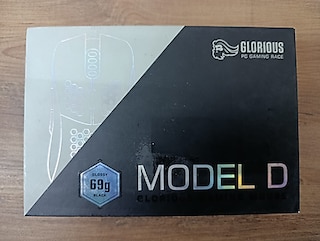 GLORIOUS
PC GAMING RACE
GLOSSY
69g
BLACK
MODEL D